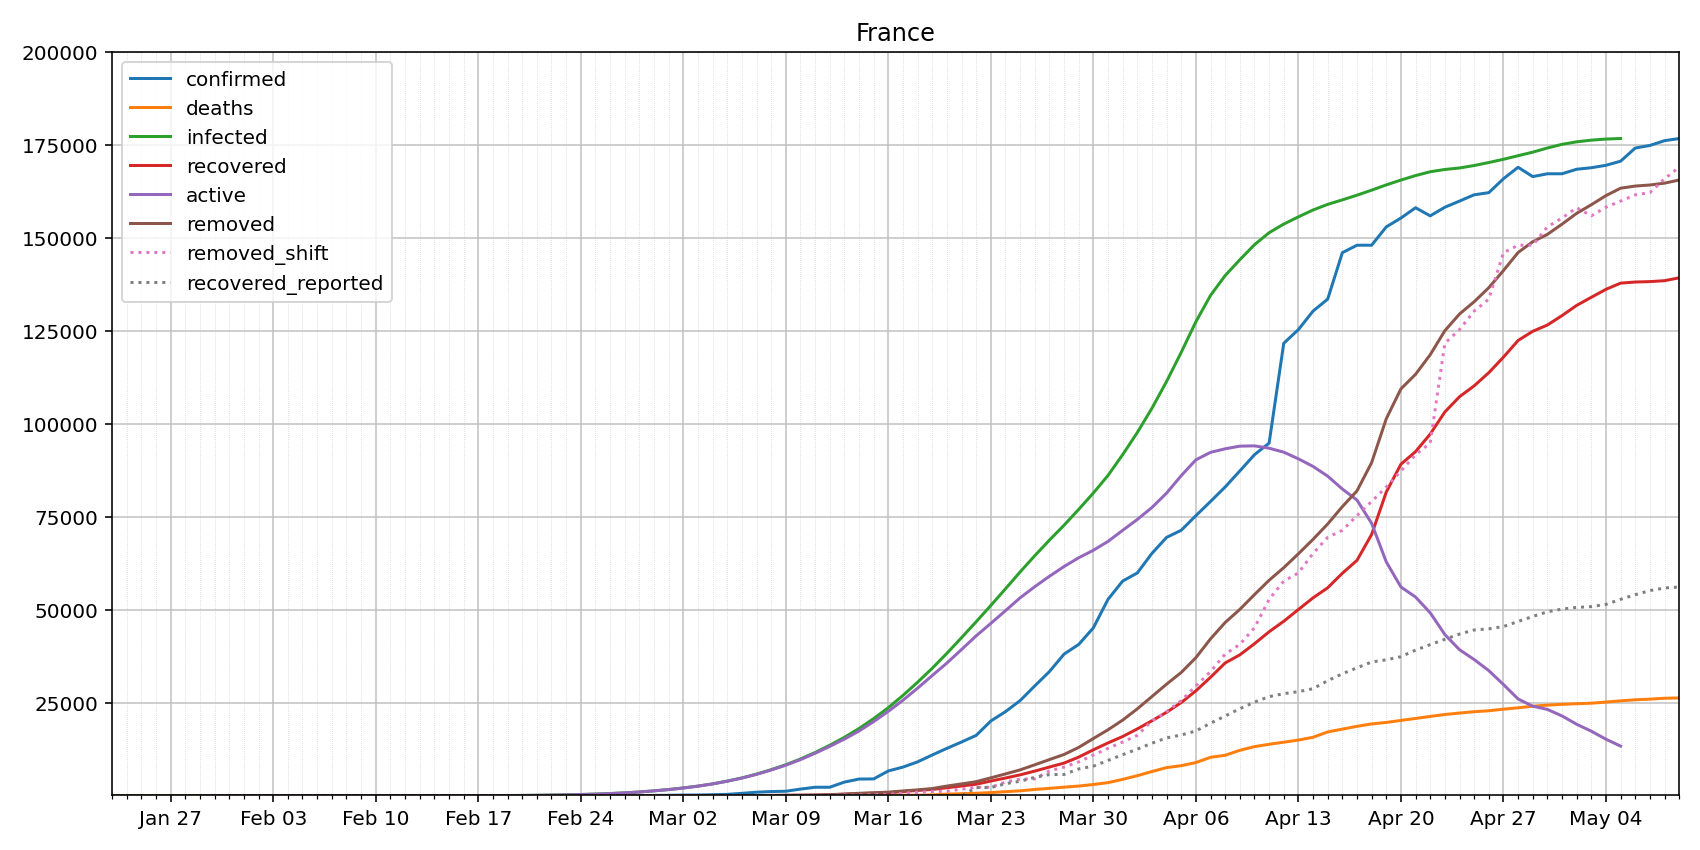 France
200000
175000
150000
125000
100000
75000
50000
25000
confirmed
deaths
infected
recovered
active
removed
removed_shift
recovered_reported
Jan 27 Feb 03 Feb 10 Feb 17 Feb 24 Mar 02 Mar 09 Mar 16 Mar 23 Mar 30 Apr 06 Apr 13 Apr 20 Apr 27 May 04